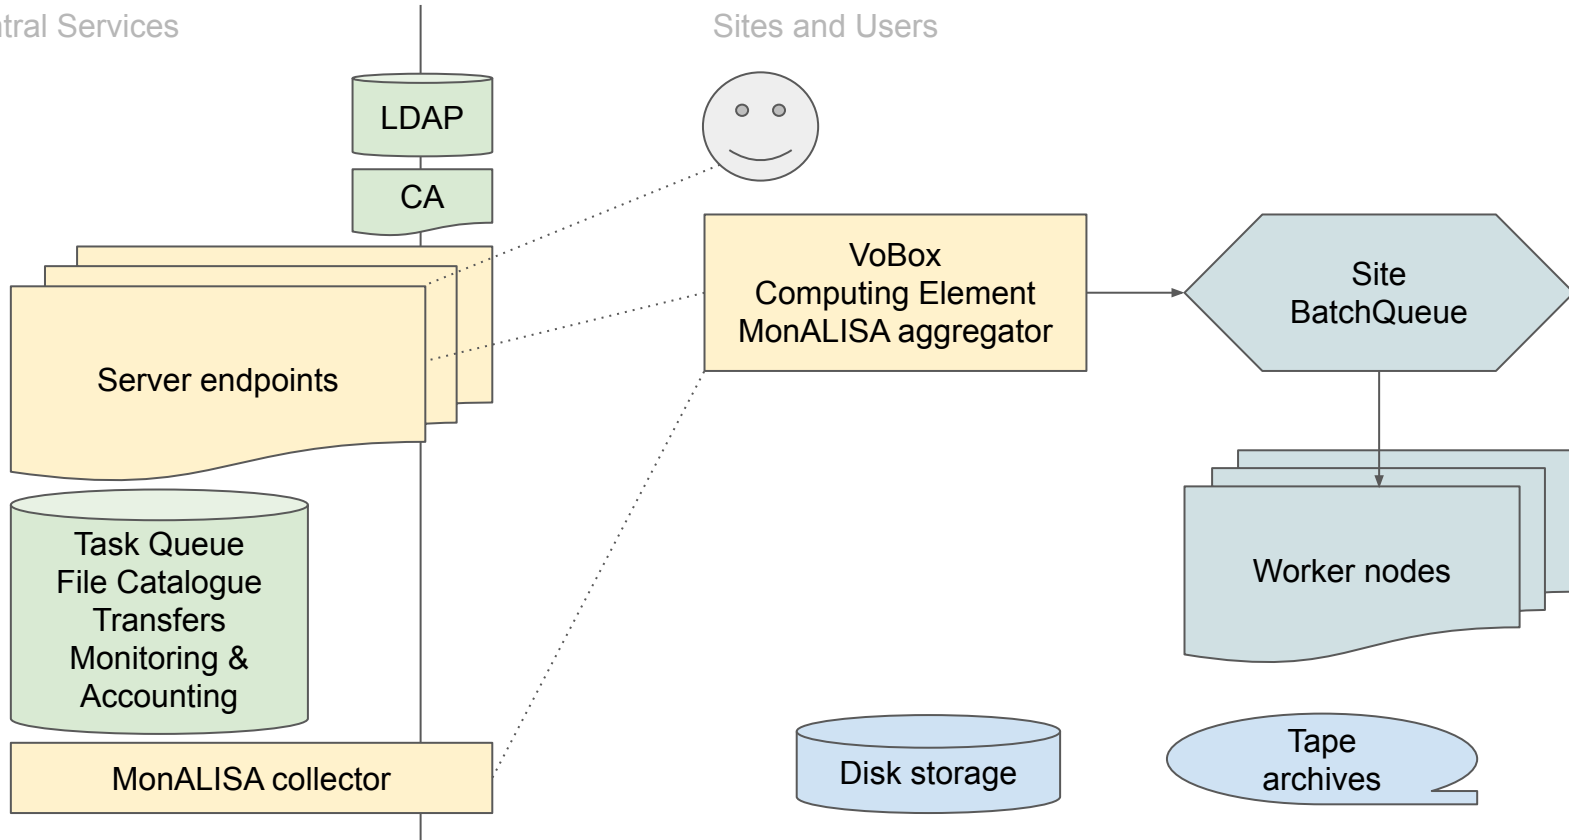 ntral Services
Sites and Users
LDAP
CA
VoBox
Computing Element
MonALISA aggregator
Site
BatchQueue
Server endpoints
Worker nodes
Task Queue
File Catalogue
Transfers
Monitoring &
Accounting
MonALISA collector
Disk storage
Tape
archives